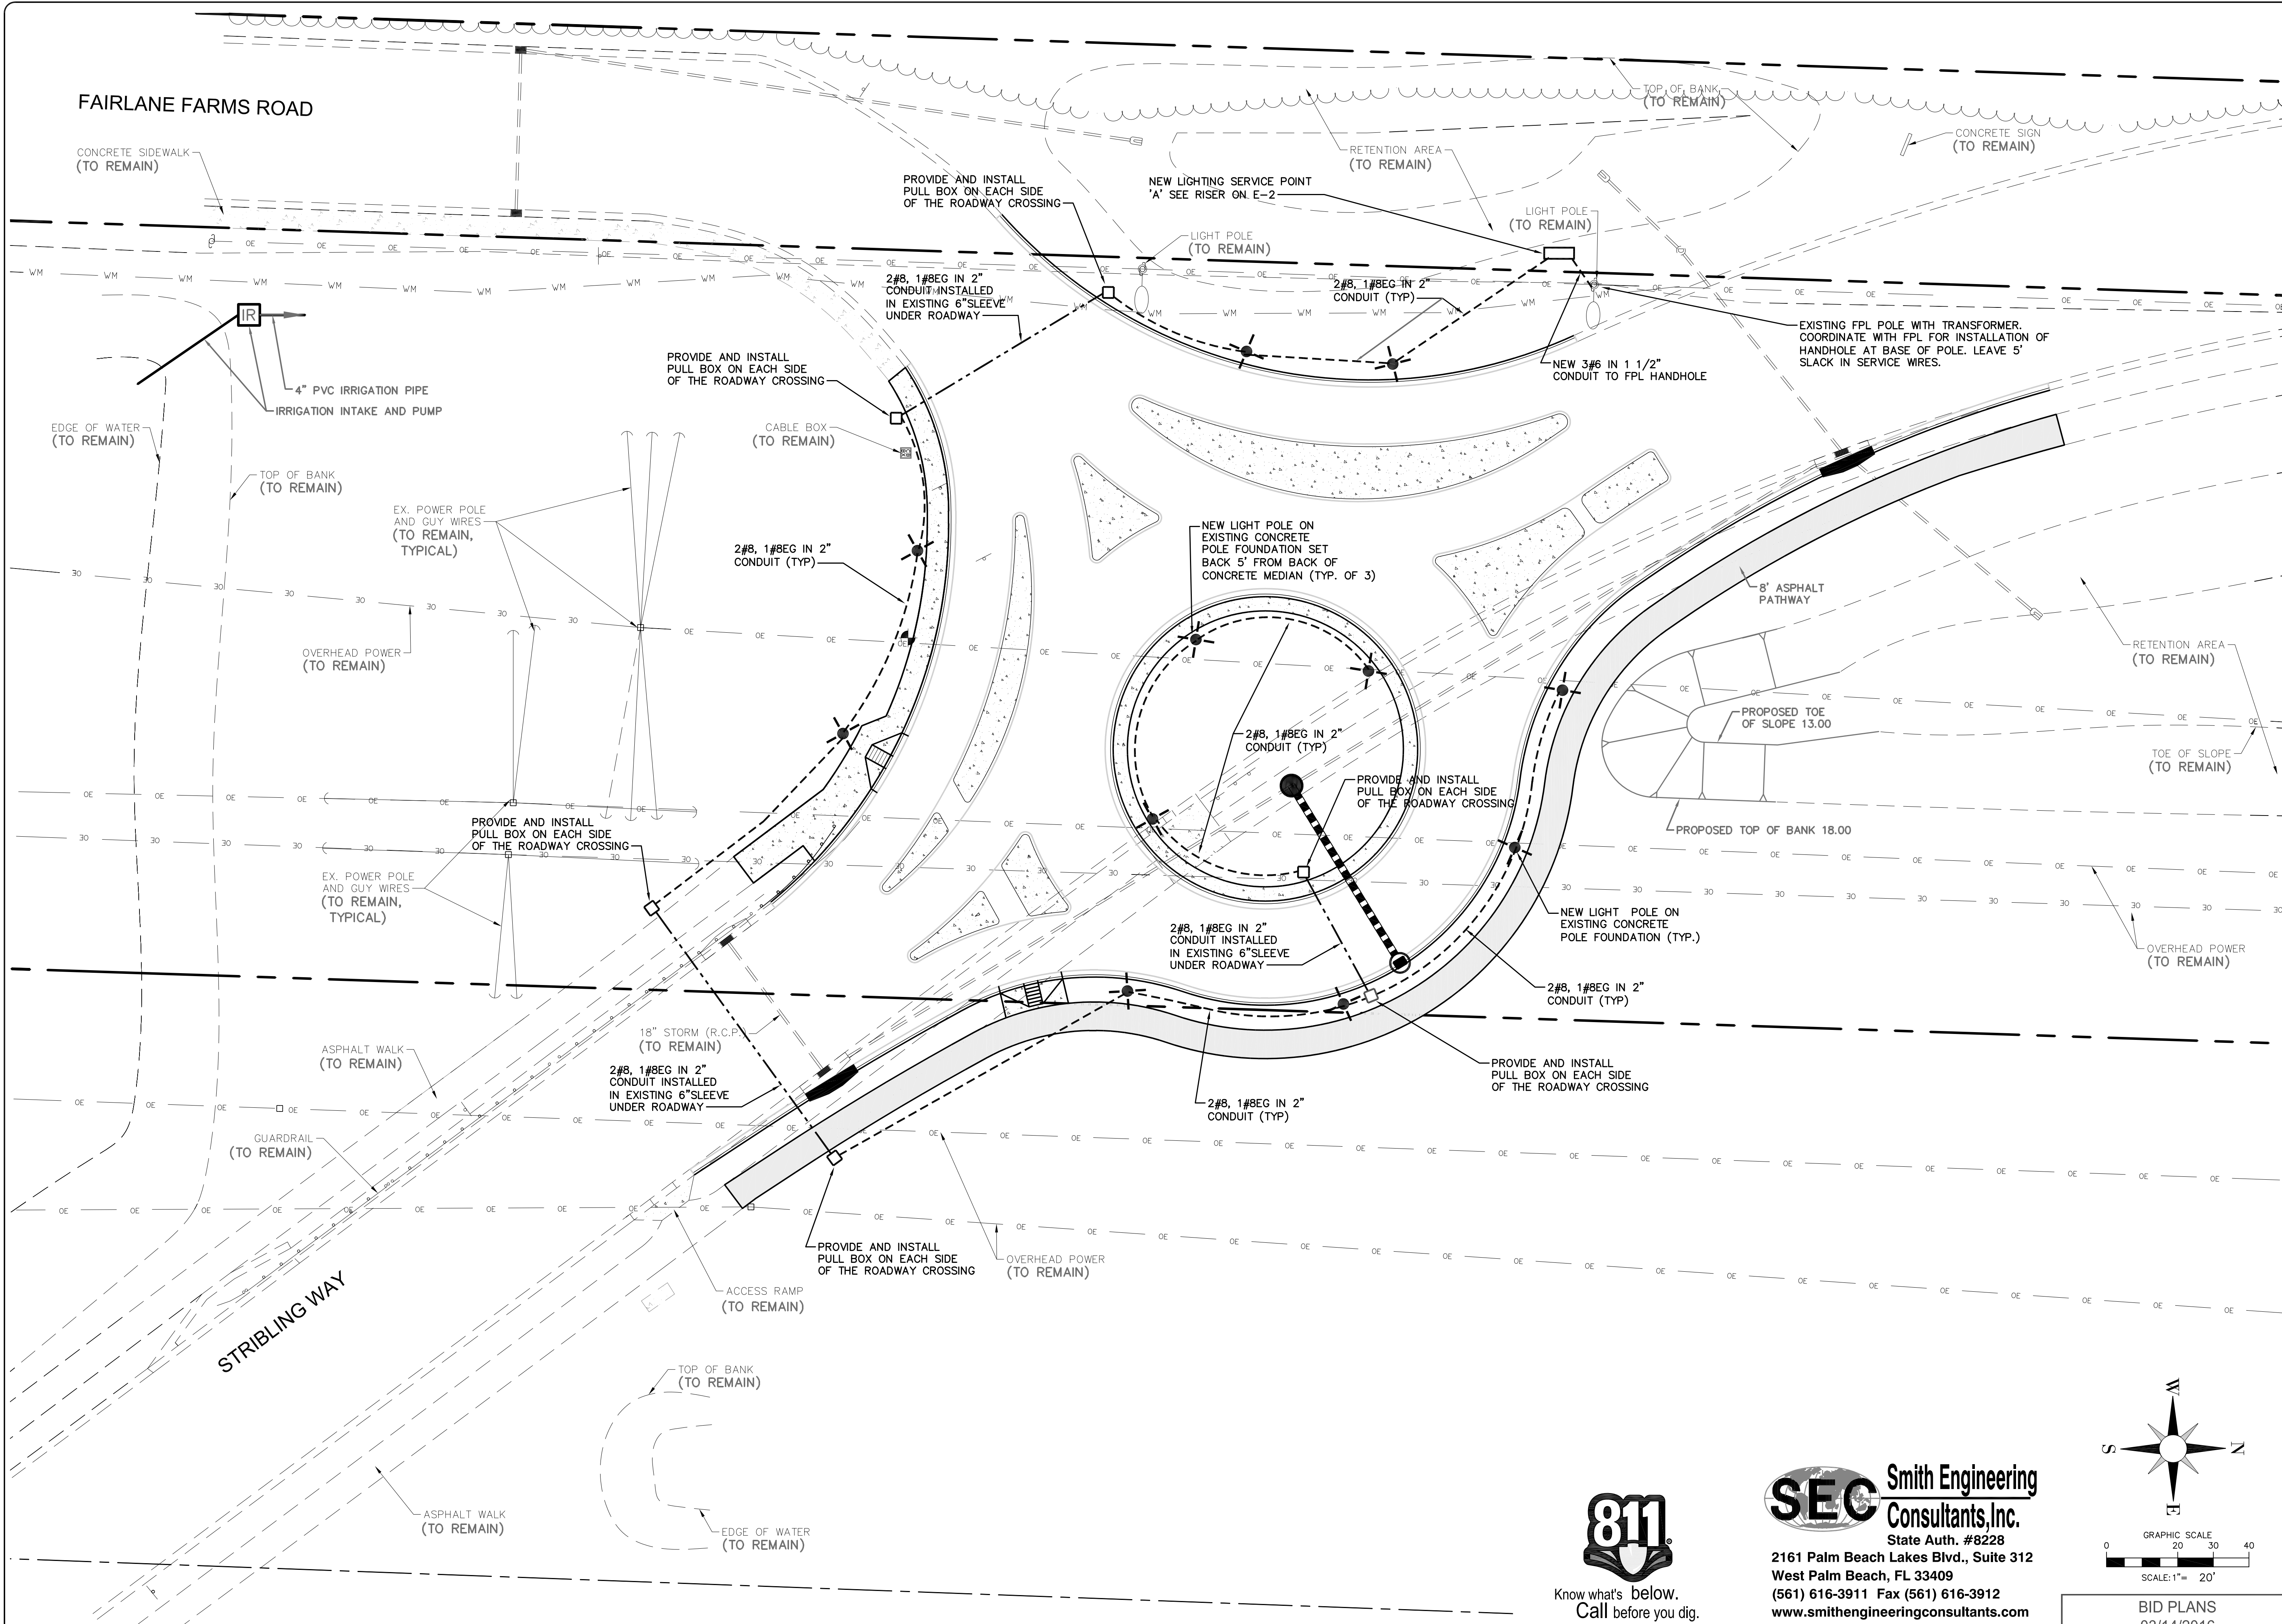 FAIRLANE FARMS ROAD
CONCRETE SIDEWALK
(TO REMAIN)
TOP OF BANK
(TO REMAIN)
CONCRETE SIGN
(TO REMAIN)
RETENTION AREA
(TO REMAIN)
PROVIDE AND INSTALL
PULL BOX ON EACH SIDE
OF THE ROADWAY CROSSING
NEW LIGHTING SERVICE POINT
'A' SEE RISER ON E-2
LIGHT POLE
(TO REMAIN)
LIGHT POLE
(TO REMAIN)
2#8, 1#8EG IN 2"
CONDUIT INSTALLED
IN EXISTING 6"SLEEVE
UNDER ROADWAY
2#8, 1#8EG IN 2"
CONDUIT (TYP)
IR
4" PVC IRRIGATION PIPE
IRRIGATION INTAKE AND PUMP
EXISTING FPL POLE WITH TRANSFORMER.
COORDINATE WITH FPL FOR INSTALLATION OF
HANDHOLE AT BASE OF POLE. LEAVE 5'
SLACK IN SERVICE WIRES.
NEW 3#6 IN 1 1/2"
CONDUIT TO FPL HANDHOLE
PROVIDE AND INSTALL
PULL BOX ON EACH SIDE
OF THE ROADWAY CROSSING
EDGE OF WATER
(TO REMAIN)
CABLE BOX
(TO REMAIN)
TOP OF BANK
(TO REMAIN)
EX. POWER POLE
AND GUY WIRES
(TO REMAIN,
TYPICAL)
2#8, 1#8EG IN 2"
CONDUIT (TYP)
NEW LIGHT POLE ON
EXISTING CONCRETE
POLE FOUNDATION SET
BACK 5' FROM BACK OF
CONCRETE MEDIAN (TYP. OF 3)
8' ASPHALT
PATHWAY
OVERHEAD POWER
(TO REMAIN)
RETENTION AREA
(TO REMAIN)
PROPOSED TOE
OF SLOPE 13.00
2#8, 1#8EG IN 2"
CONDUIT (TYP)
TOE OF SLOPE
(TO REMAIN)
PROVIDE AND INSTALL
PULL BOX ON EACH SIDE
OF THE ROADWAY CROSSING
PROPOSED TOP OF BANK 18.00
PROVIDE AND INSTALL
PULL BOX ON EACH SIDE
OF THE ROADWAY CROSSING
EX. POWER POLE
AND GUY WIRES
(TO REMAIN,
TYPICAL)
NEW LIGHT POLE ON
EXISTING CONCRETE
POLE FOUNDATION (TYP.)
2#8, 1#8EG IN 2"
CONDUIT INSTALLED
IN EXISTING 6"SLEEVE
UNDER ROADWAY
OVERHEAD POWER
(TO REMAIN)
2#8, 1#8EG IN 2"
CONDUIT (TYP)
18" STORM (R.C.P.)
(TO REMAIN)
ASPHALT WALK
(TO REMAIN)
2#8, 1#8EG IN 2"
CONDUIT INSTALLED
IN EXISTING 6"SLEEVE
UNDER ROADWAY
PROVIDE AND INSTALL
PULL BOX ON EACH SIDE
OF THE ROADWAY CROSSING
2#8, 1#8EG IN 2"
CONDUIT (TYP)
GUARDRAIL
(TO REMAIN)
PROVIDE AND INSTALL
PULL BOX ON EACH SIDE
OF THE ROADWAY CROSSING
OVERHEAD POWER
(TO REMAIN)
ACCESS RAMP
(TO REMAIN)
STRIBLING WAY
TOP OF BANK
(TO REMAIN)
ASPHALT WALK
(TO REMAIN)
EDGE OF WATER
(TO REMAIN)
811
Know what's below.
Call before you dig.
SEC
Smith Engineering
Consultants,Inc.
State Auth. #8228
2161 Palm Beach Lakes Blvd., Suite 312
West Palm Beach, FL 33409
(561) 616-3911 Fax (561) 616-3912
www.smithengineeringconsultants.com
W
S N
E
GRAPHIC SCALE
0 20 30 40
SCALE: 1"= 20'
BID PLANS